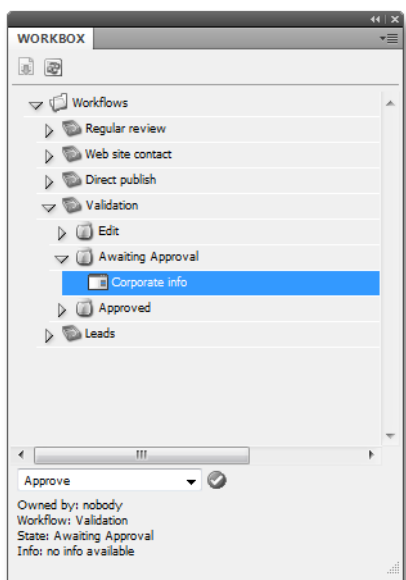 WORKBOX
Workflows
Regular review
Web site contact
Direct publish
Validation
Edit
Awaiting Approval
Corporate info
Approved
Leads
Approve
Owned by: nobody
Workflow: Validation
State: Awaiting Approval
Info: no info available